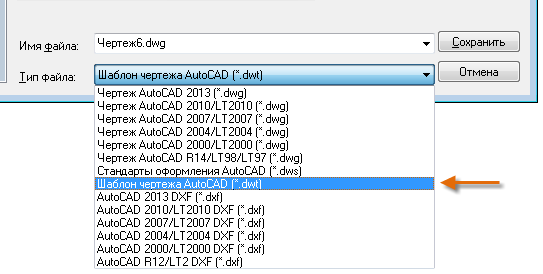 Имя файла: Чертеж6.dwg Сохранить
Тип файла: Шаблон чертежа AutoCAD (*.dwt) Отмена
Чертеж AutoCAD 2013 (*.dwg)
Чертеж AutoCAD 2010/LT2010 (*.dwg)
Чертеж AutoCAD 2007/LT2007 (*.dwg)
Чертеж AutoCAD 2004/LT2004 (*.dwg)
Чертеж AutoCAD 2000/LT2000 (*.dwg)
Чертеж AutoCAD R14/LT98/LT97 (*.dwg)
Стандарты оформления AutoCAD (*.dws)
Шаблон чертежа AutoCAD (*.dwt)
AutoCAD 2013 DXF (*.dxf)
AutoCAD 2010/LT2010 DXF (*.dxf)
AutoCAD 2007/LT2007 DXF (*.dxf)
AutoCAD 2004/LT2004 DXF (*.dxf)
AutoCAD 2000/LT2000 DXF (*.dxf)
AutoCAD R12/LT2 DXF (*.dxf)